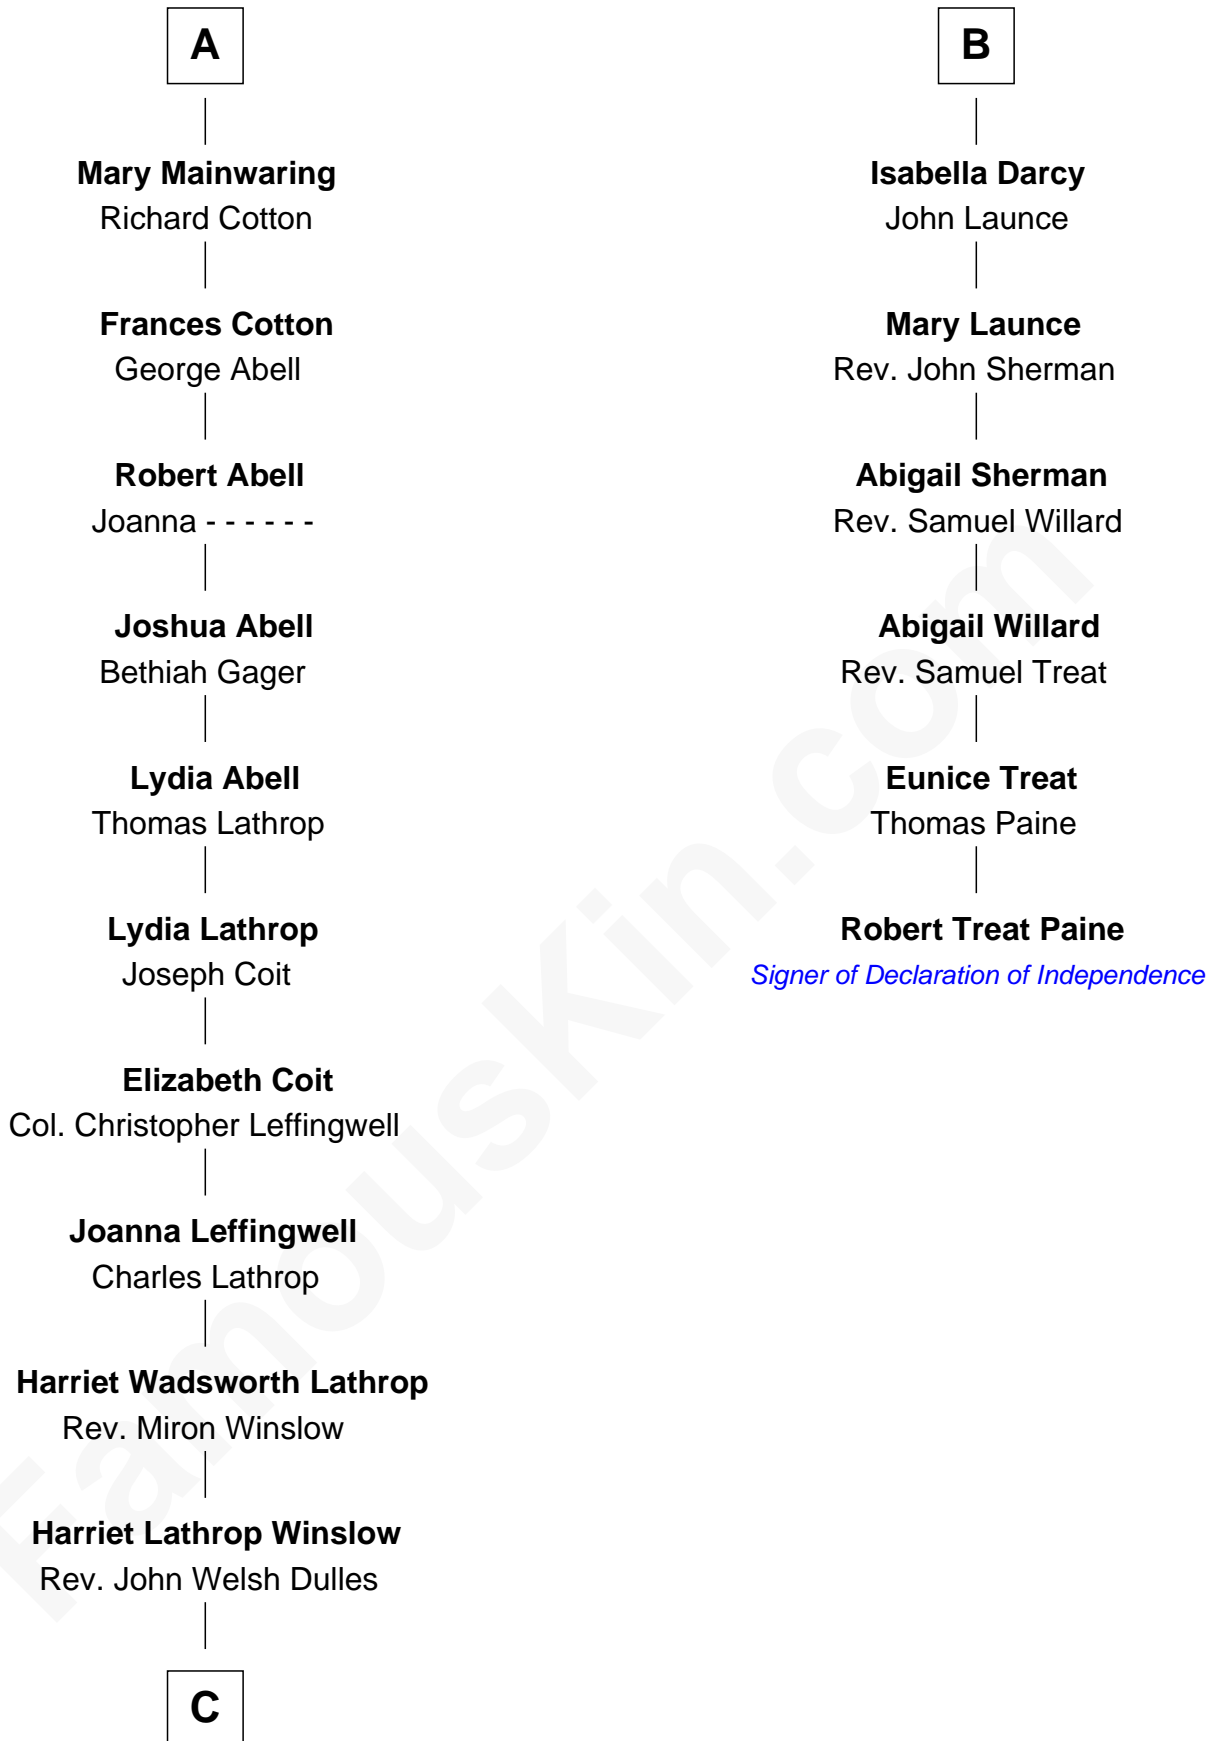 A
Mary Mainwaring
Richard Cotton
Frances Cotton
George Abell
Robert Abell
Joanna - - - - - -
Joshua Abell
Bethiah Gager
Lydia Abell
Thomas Lathrop
Lydia Lathrop
Joseph Coit
Elizabeth Coit
Col. Christopher Leffingwell
Joanna Leffingwell
Charles Lathrop
Harriet Wadsworth Lathrop
Rev. Miron Winslow
Harriet Lathrop Winslow
Rev. John Welsh Dulles
C
B
Isabella Darcy
John Launce
Mary Launce
Rev. John Sherman
Abigail Sherman
Rev. Samuel Willard
Abigail Willard
Rev. Samuel Treat
Eunice Treat
Thomas Paine
Robert Treat Paine
Signer of Declaration of Independence
FamousKin.com